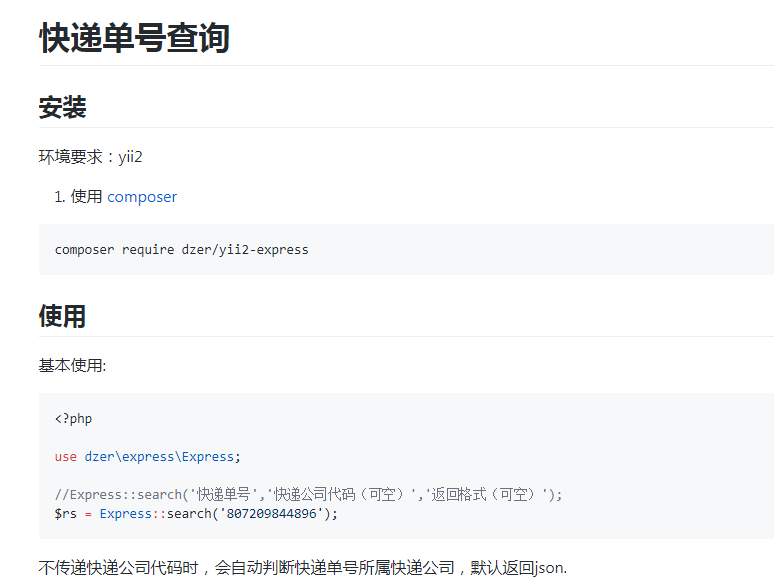 快递单号查询
安装
环境要求：yii2
1. 使用 composer
composer require dzer/yii2-express
使用
基本使用:
<?php
use dzer\express\Express;
//Express::search('快递单号','快递公司代码（可空）','返回格式（可空）');
$rs = Express::search('807209844896');
不传递快递公司代码时，会自动判断快递单号所属快递公司，默认返回json.